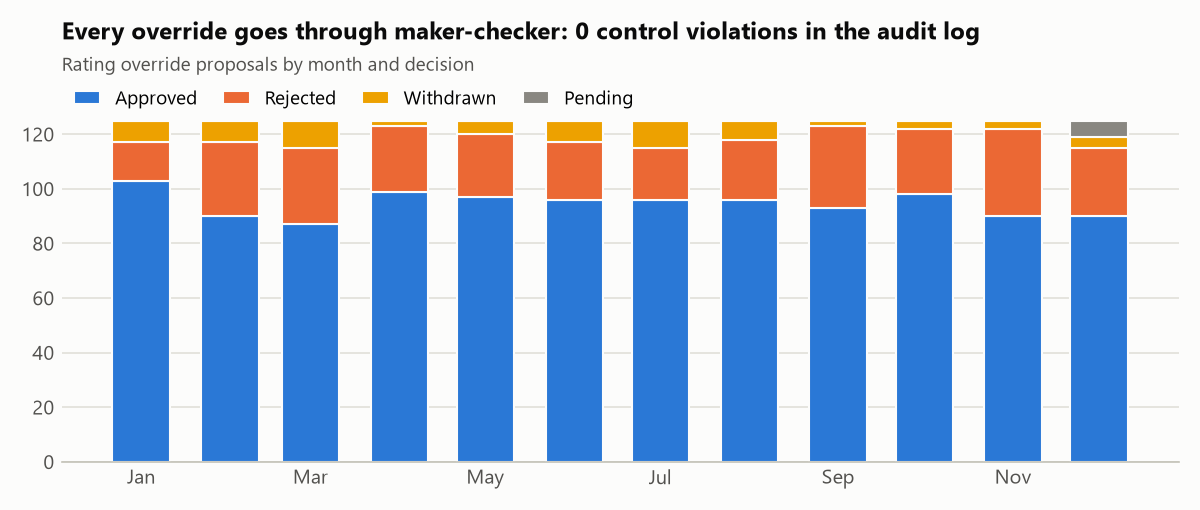 Every override goes through maker-checker: 0 control violations in the audit log
Rating override proposals by month and decision
Approved Rejected Withdrawn Pending
120
100
80
60
40
20
0
Jan Mar May Jul Sep Nov